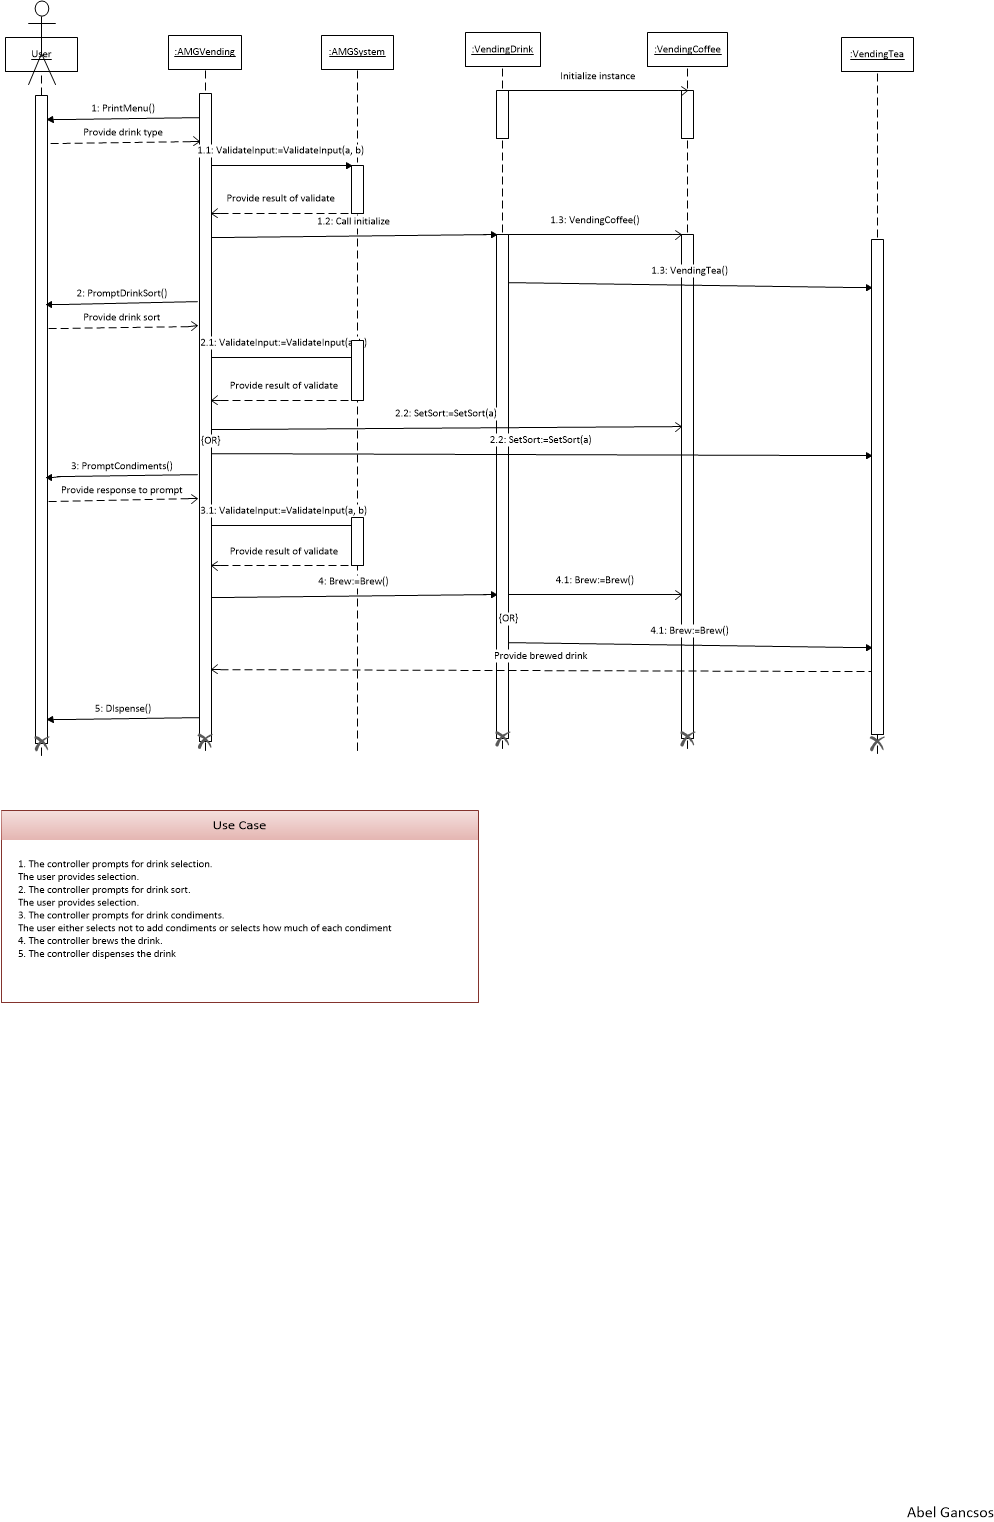 User
:AMGVending
:AMGSystem
:VendingDrink
:VendingCoffee
:VendingTea
Initialize instance
1: PrintMenu()
Provide drink type
1.1: ValidateInput:=ValidateInput(a, b)
Provide result of validate
1.2: Call initialize
1.3: VendingCoffee()
1.3: VendingTea()
2: PromptDrinkSort()
Provide drink sort
2.1: ValidateInput:=ValidateInput(a )
Provide result of validate
2.2: SetSort:=SetSort(a)
{OR}
2.2: SetSort:=SetSort(a)
3: PromptCondiments()
Provide response to prompt
3.1: ValidateInput:=ValidateInput(a, b)
Provide result of validate
4: Brew:=Brew()
4.1: Brew:=Brew()
{OR}
4.1: Brew:=Brew()
Provide brewed drink
5: DIspense()
Use Case
1. The controller prompts for drink selection.
The user provides selection.
2. The controller prompts for drink sort.
The user provides selection.
3. The controller prompts for drink condiments.
The user either selects not to add condiments or selects how much of each condiment
4. The controller brews the drink.
5. The controller dispenses the drink
Abel Gancsos